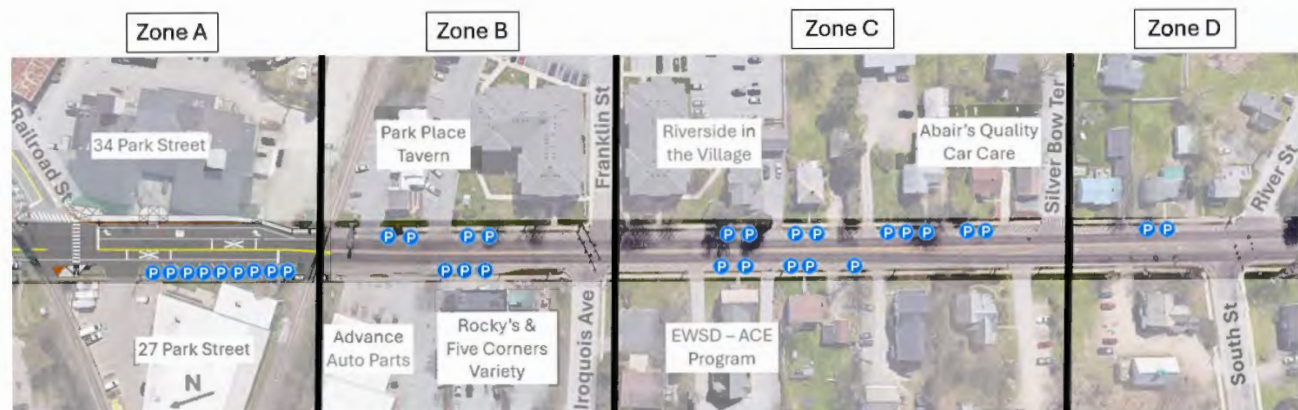 Zone A
Zone B
Zone C
Zone D
Railroad St
34 Park Street
Park Place
Tavern
Franklin St
Riverside in
the Village
Abair's Quality
Car Care
Silver Bow Ter
River St
P P P P
P P P P P P P P P P P
P P
P P P P P P P P P
P P P
P P P P P
27 Park Street
N
Advance
Auto Parts
Rocky's &
Five Corners
Variety
Iroquois Ave
EWSD – ACE
Program
South St